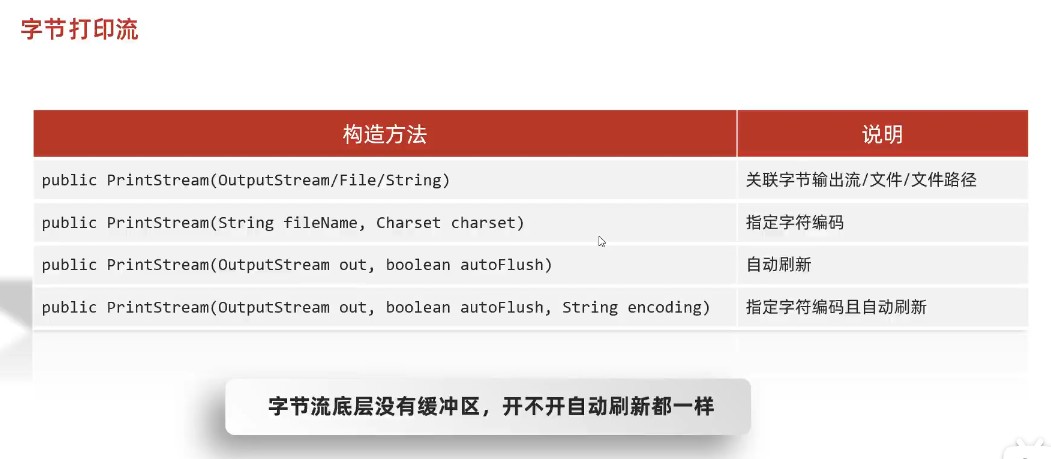 字节打印流
构造方法 说明
public PrintStream(OutputStream/File/String) 关联字节输出流/文件/文件路径
public PrintStream(String fileName, Charset charset) 指定字符编码
public PrintStream(OutputStream out, boolean autoFlush) 自动刷新
public PrintStream(OutputStream out, boolean autoFlush, String encoding) 指定字符编码且自动刷新
字节流底层没有缓冲区，开不开自动刷新都一样